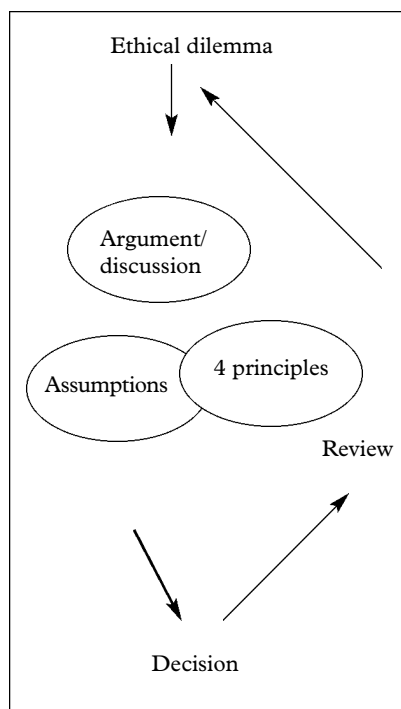 Ethical dilemma
Argument/
discussion
Assumptions
4 principles
Review
Decision